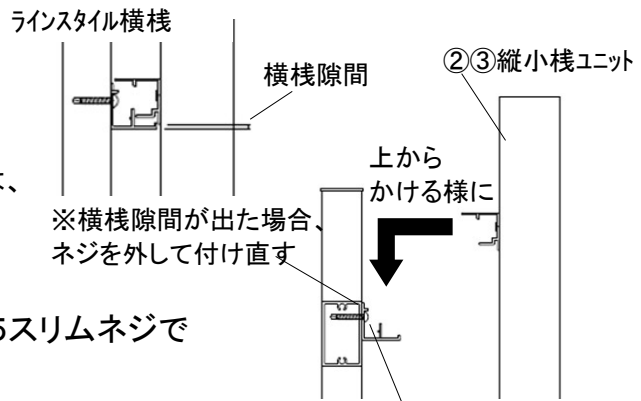 ラインスタイル横桟
横桟隙間
②③縦小桟ユニット
上から
かける様に
は、
※横桟隙間が出た場合、
ネジを外して付け直す
5スリムネジで